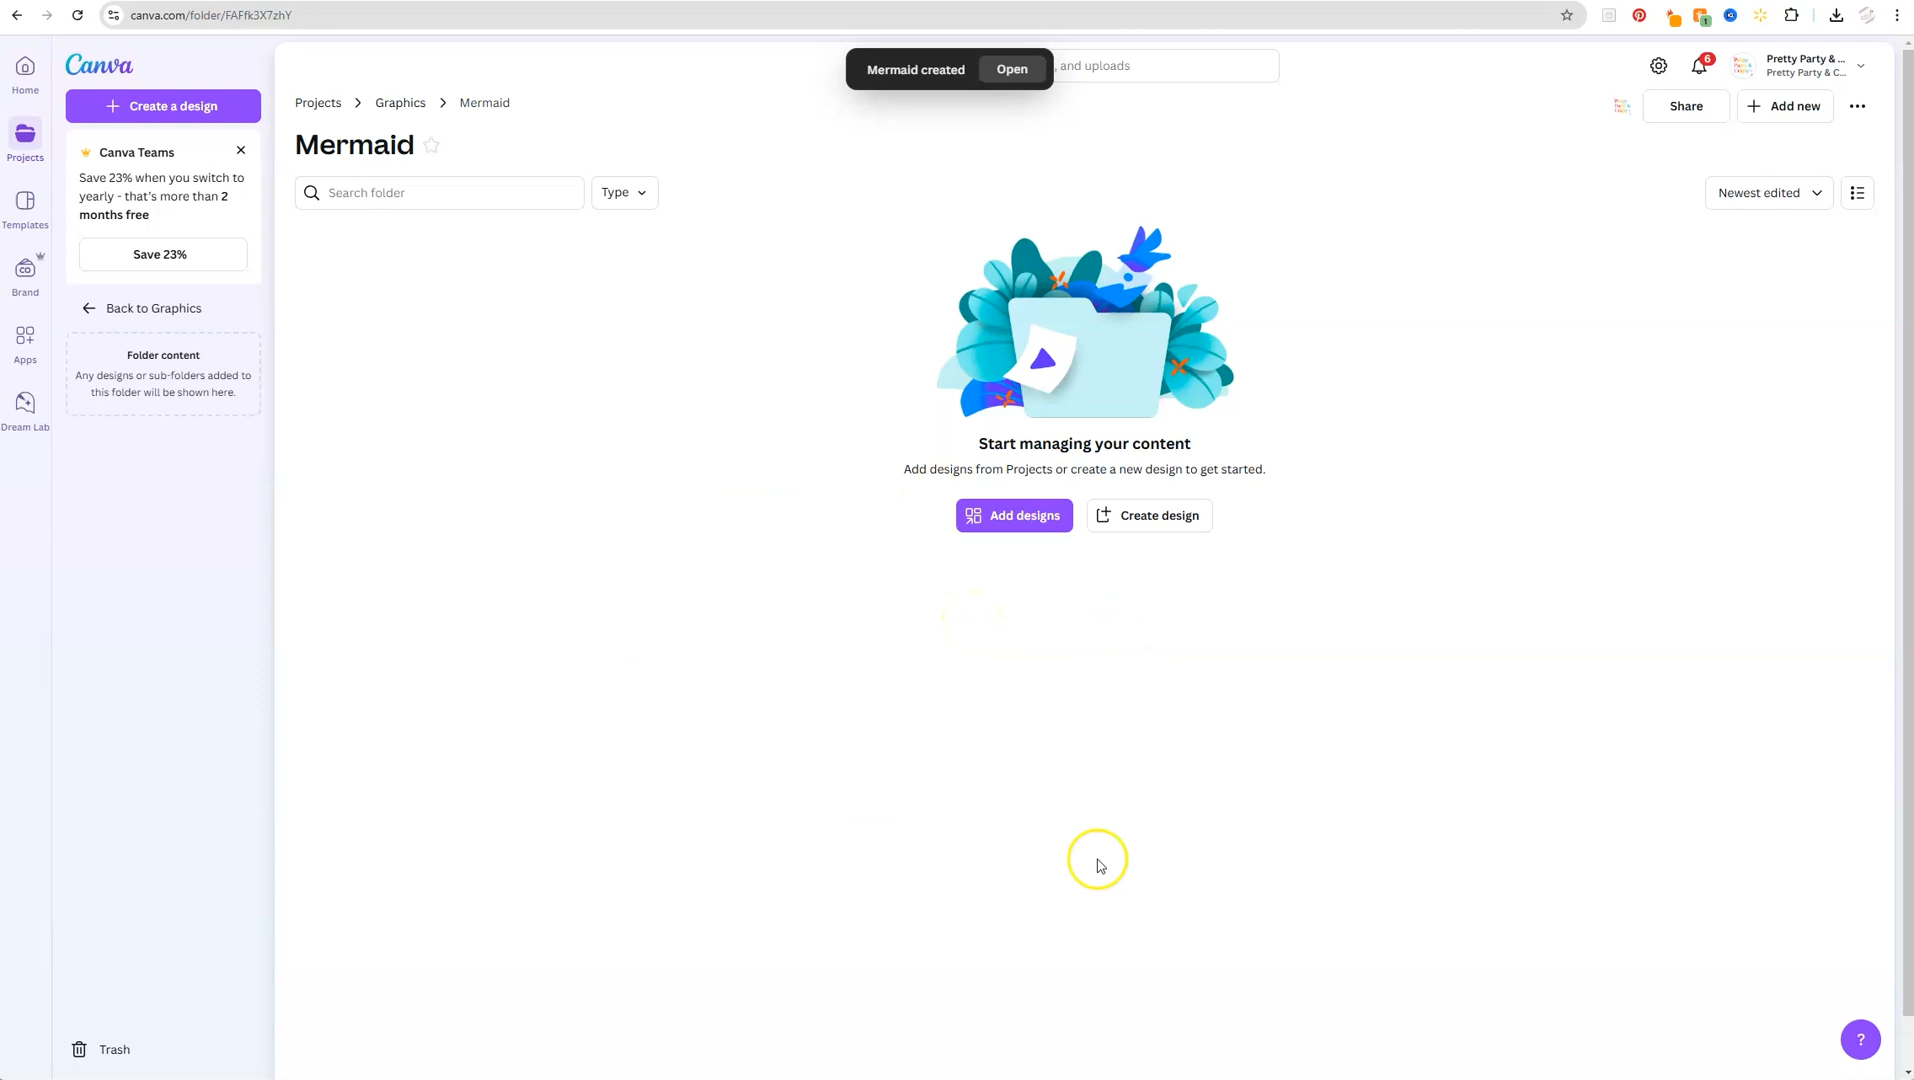 canva.com/folder/FAFfk3X7zhY
1
Canva
Home
Create a design
Projects
Canva Teams
Save 23% when you switch to
yearly - that's more than 2
months free
Save 23%
Templates
Brand
Back to Graphics
Folder content
Any designs or sub-folders added to
this folder will be shown here.
Apps
Dream Lab
Trash
Mermaid created
Open
, and uploads
6
Pretty Party & ...
Pretty Party & C...
Projects > Graphics > Mermaid
Share
Add new
Mermaid
Search folder
Type
Newest edited
Start managing your content
Add designs from Projects or create a new design to get started.
Add designs
Create design
?